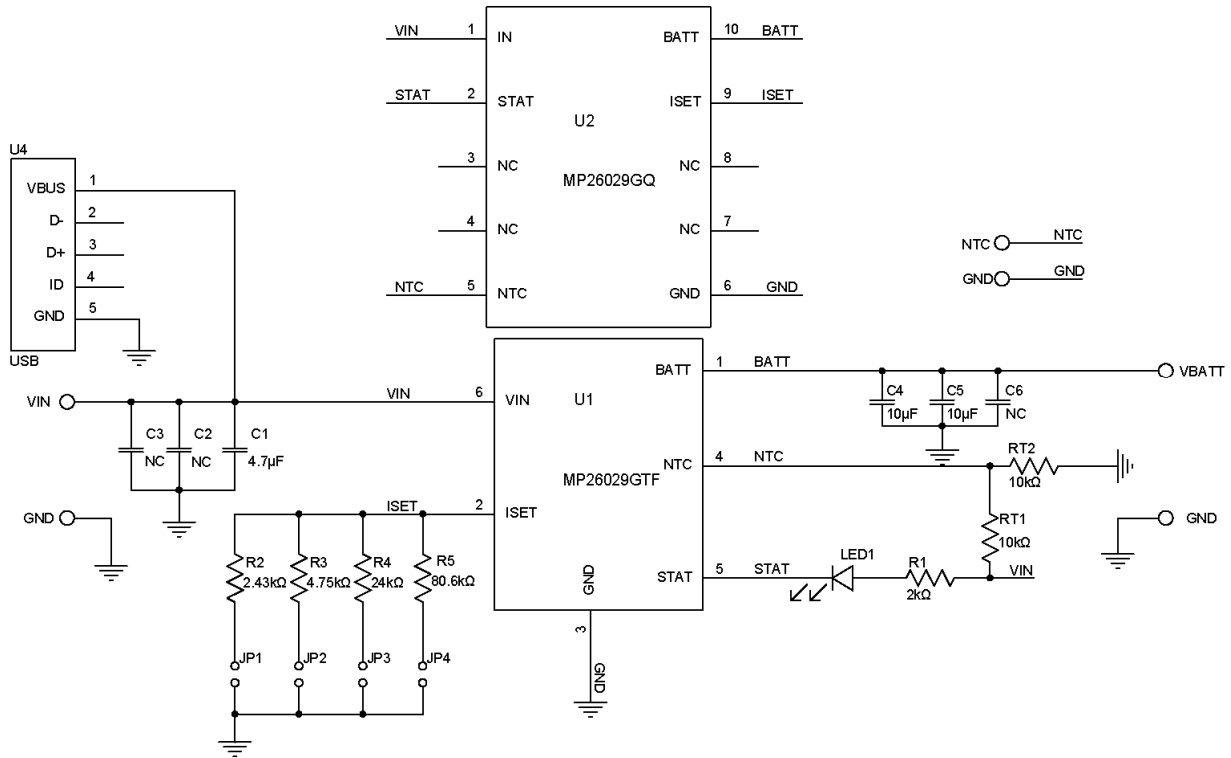 VIN 1 IN BATT 10 BATT
STAT 2 STAT ISET 9 ISET
U2
3 NC NC 8
MP26029GQ
4 NC NC 7
NTC 5 NTC GND 6 GND
U4
VBUS 1
D- 2
D+ 3
ID 4
GND 5
USB
NTC NTC
GND GND
VIN VIN 6 VIN BATT 1 BATT VBATT
U1
MP26029GTF
C3
NC
C2
NC
C1
4.7µF
C4
10µF
C5
10µF
C6
NC
NTC 4 NTC
RT2
10kΩ
GND
ISET 2 ISET
RT1
10kΩ
GND
R2
2.43kΩ
R3
4.75kΩ
R4
24kΩ
R5
80.6kΩ
STAT 5 STAT
LED1
R1
2kΩ
VIN
GND
3
GND
JP1
JP2
JP3
JP4